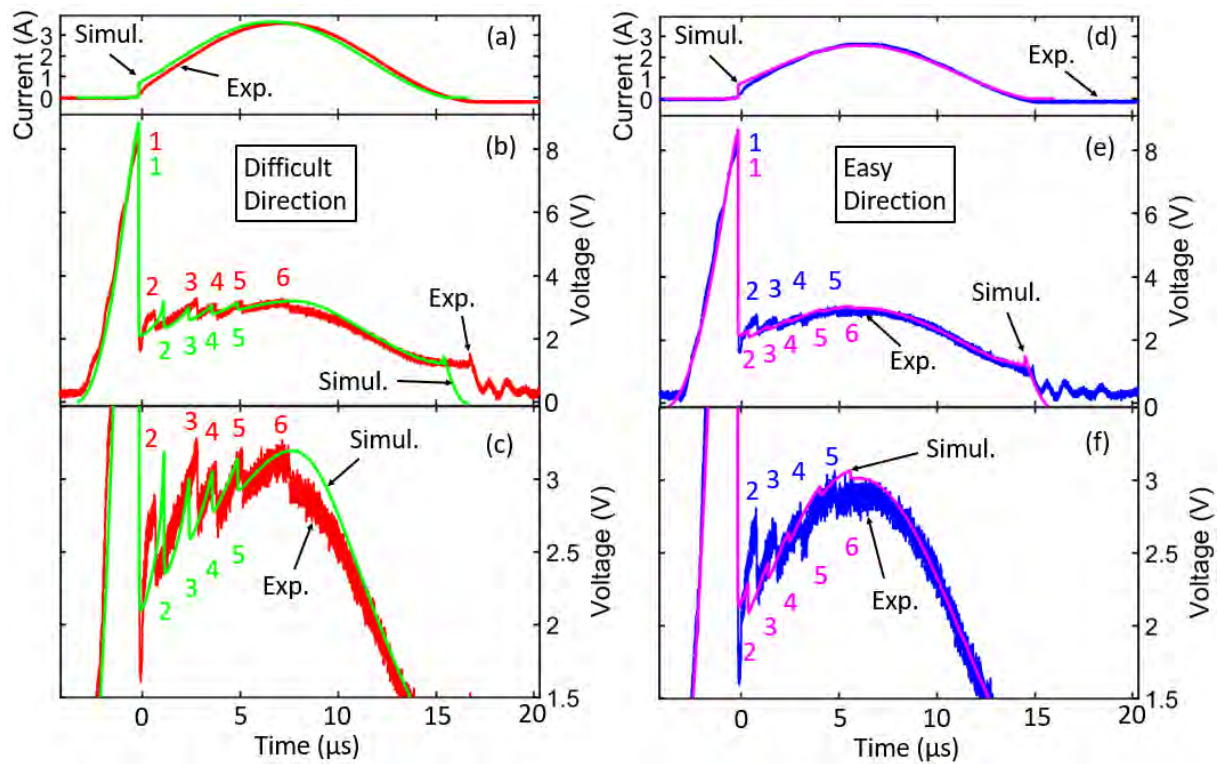 Current (A)
3
2
1
0
Simul.
Exp.
(a)
(b)
1
1
Difficult
Direction
8
6
4
2
0
Voltage (V)
2
3
4
5
6
2
3
4
5
Exp.
Simul.
(c)
2
3
4
5
6
2
3
4
5
Simul.
Exp.
3
2.5
2
1.5
Voltage (V)
0
5
10
15
20
Time (µs)
Current (A)
3
2
1
0
Simul.
Exp.
(d)
(e)
1
1
Easy
Direction
8
6
4
2
0
Voltage (V)
2
3
4
5
2
3
4
5
6
Simul.
Exp.
(f)
2
3
4
5
2
3
4
5
6
Simul.
Exp.
3
2.5
2
1.5
Voltage (V)
0
5
10
15
20
Time (µs)